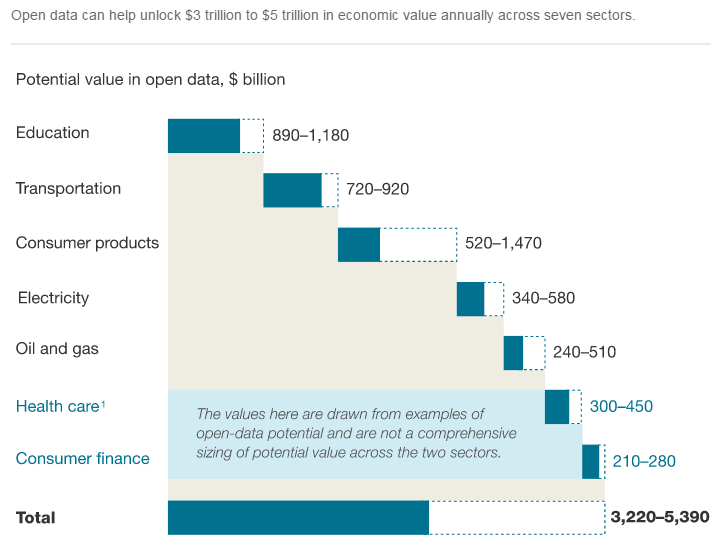 Open data can help unlock $3 trillion to $5 trillion in economic value annually across seven sectors.
Potential value in open data, $ billion
Education 890–1,180
Transportation 720–920
Consumer products 520–1,470
Electricity 340–580
Oil and gas 240–510
Health care¹ 300–450
The values here are drawn from examples of
open-data potential and are not a comprehensive
sizing of potential value across the two sectors.
Consumer finance 210–280
Total 3,220–5,390